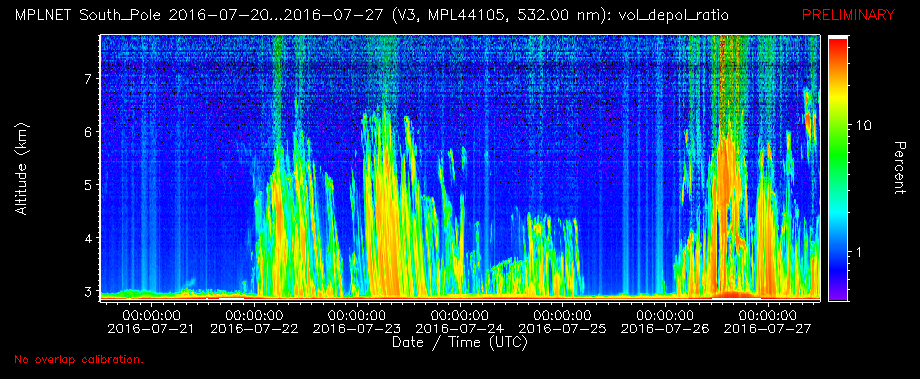 MPLNET South_Pole 2016-07-20...2016-07-27 (V3, MPL44105, 532.00 nm): vol_depol_ratio
PRELIMINARY
7
6
5
4
3
Altitude (km)
10
1
Percent
00:00:00 00:00:00 00:00:00 00:00:00 00:00:00 00:00:00 00:00:00
2016-07-21 2016-07-22 2016-07-23 2016-07-24 2016-07-25 2016-07-26 2016-07-27
Date / Time (UTC)
No overlap calibration.